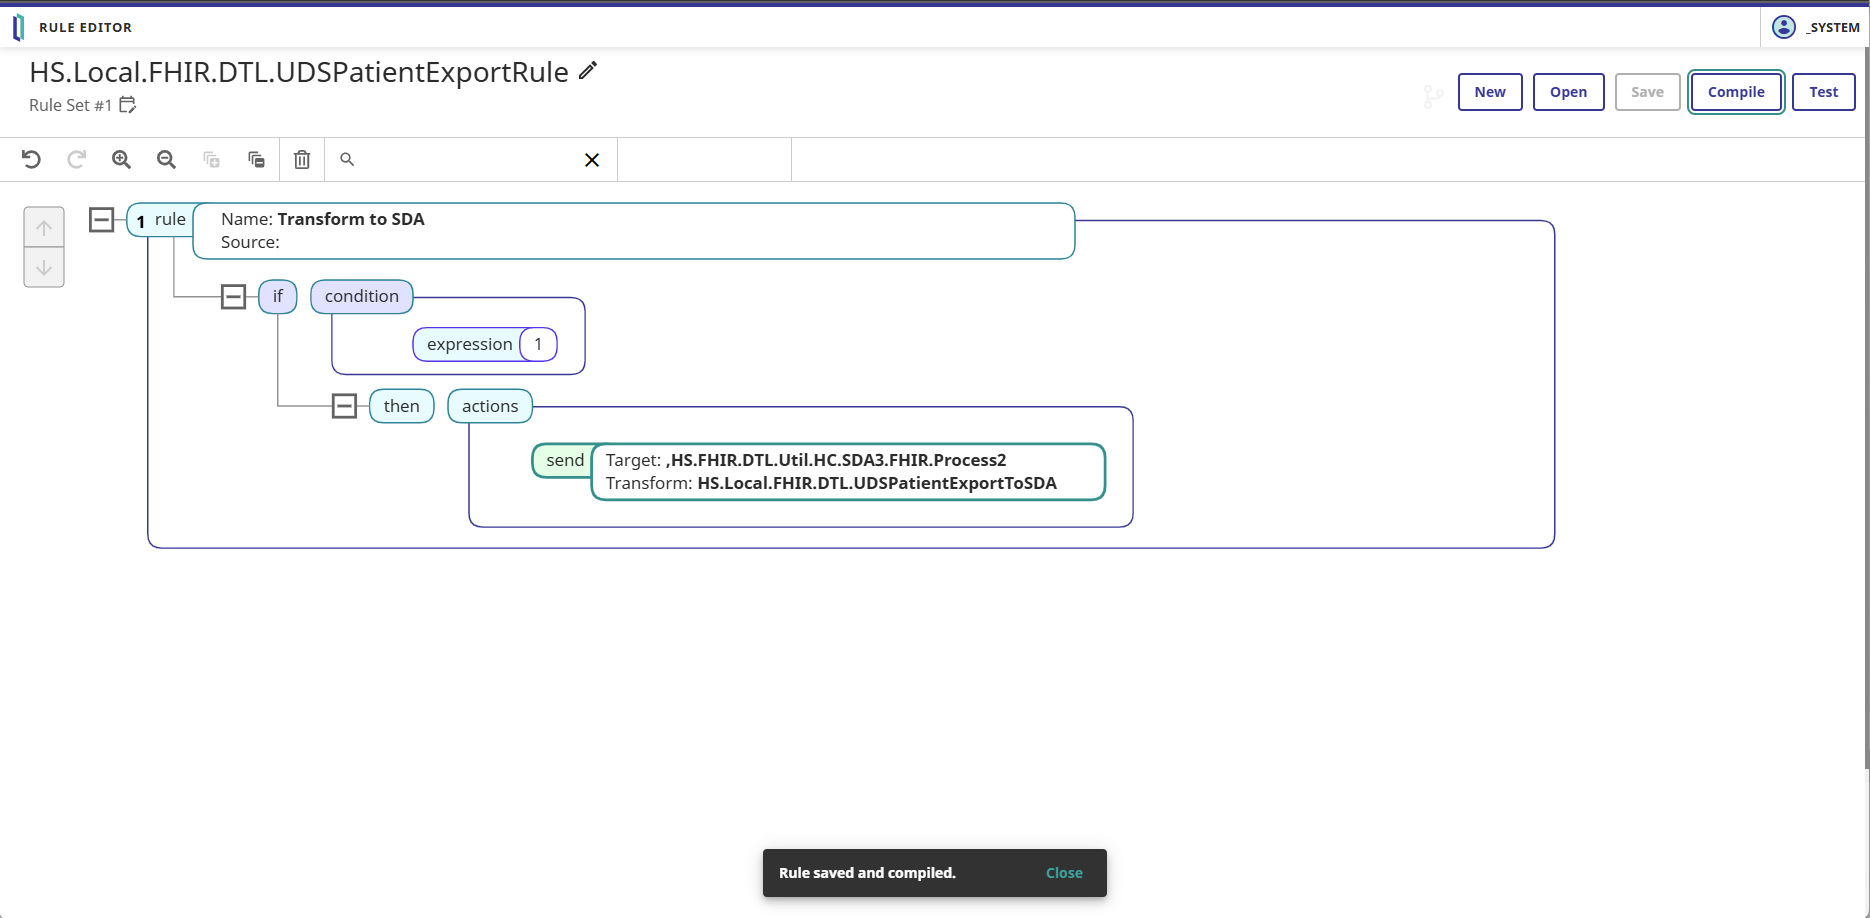 RULE EDITOR
_SYSTEM
HS.Local.FHIR.DTL.UDSPatientExportRule
Rule Set #1
New
Open
Save
Compile
Test
1 rule
Name: Transform to SDA
Source:
if
condition
expression
1
then
actions
send
Target: ,HS.FHIR.DTL.Util.HC.SDA3.FHIR.Process2
Transform: HS.Local.FHIR.DTL.UDSPatientExportToSDA
Rule saved and compiled.
Close